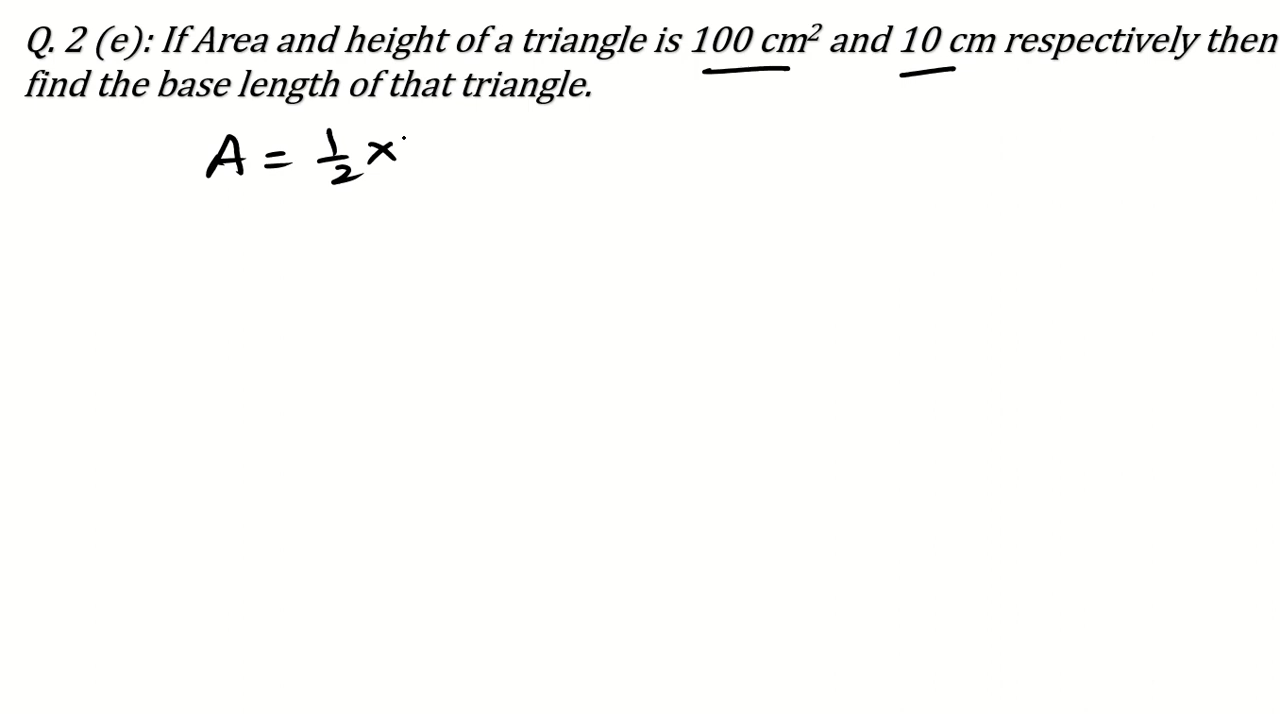 Q. 2 (e): If Area and height of a triangle is 100 cm² and 10 cm respectively then
find the base length of that triangle.
A = 1/2 ×